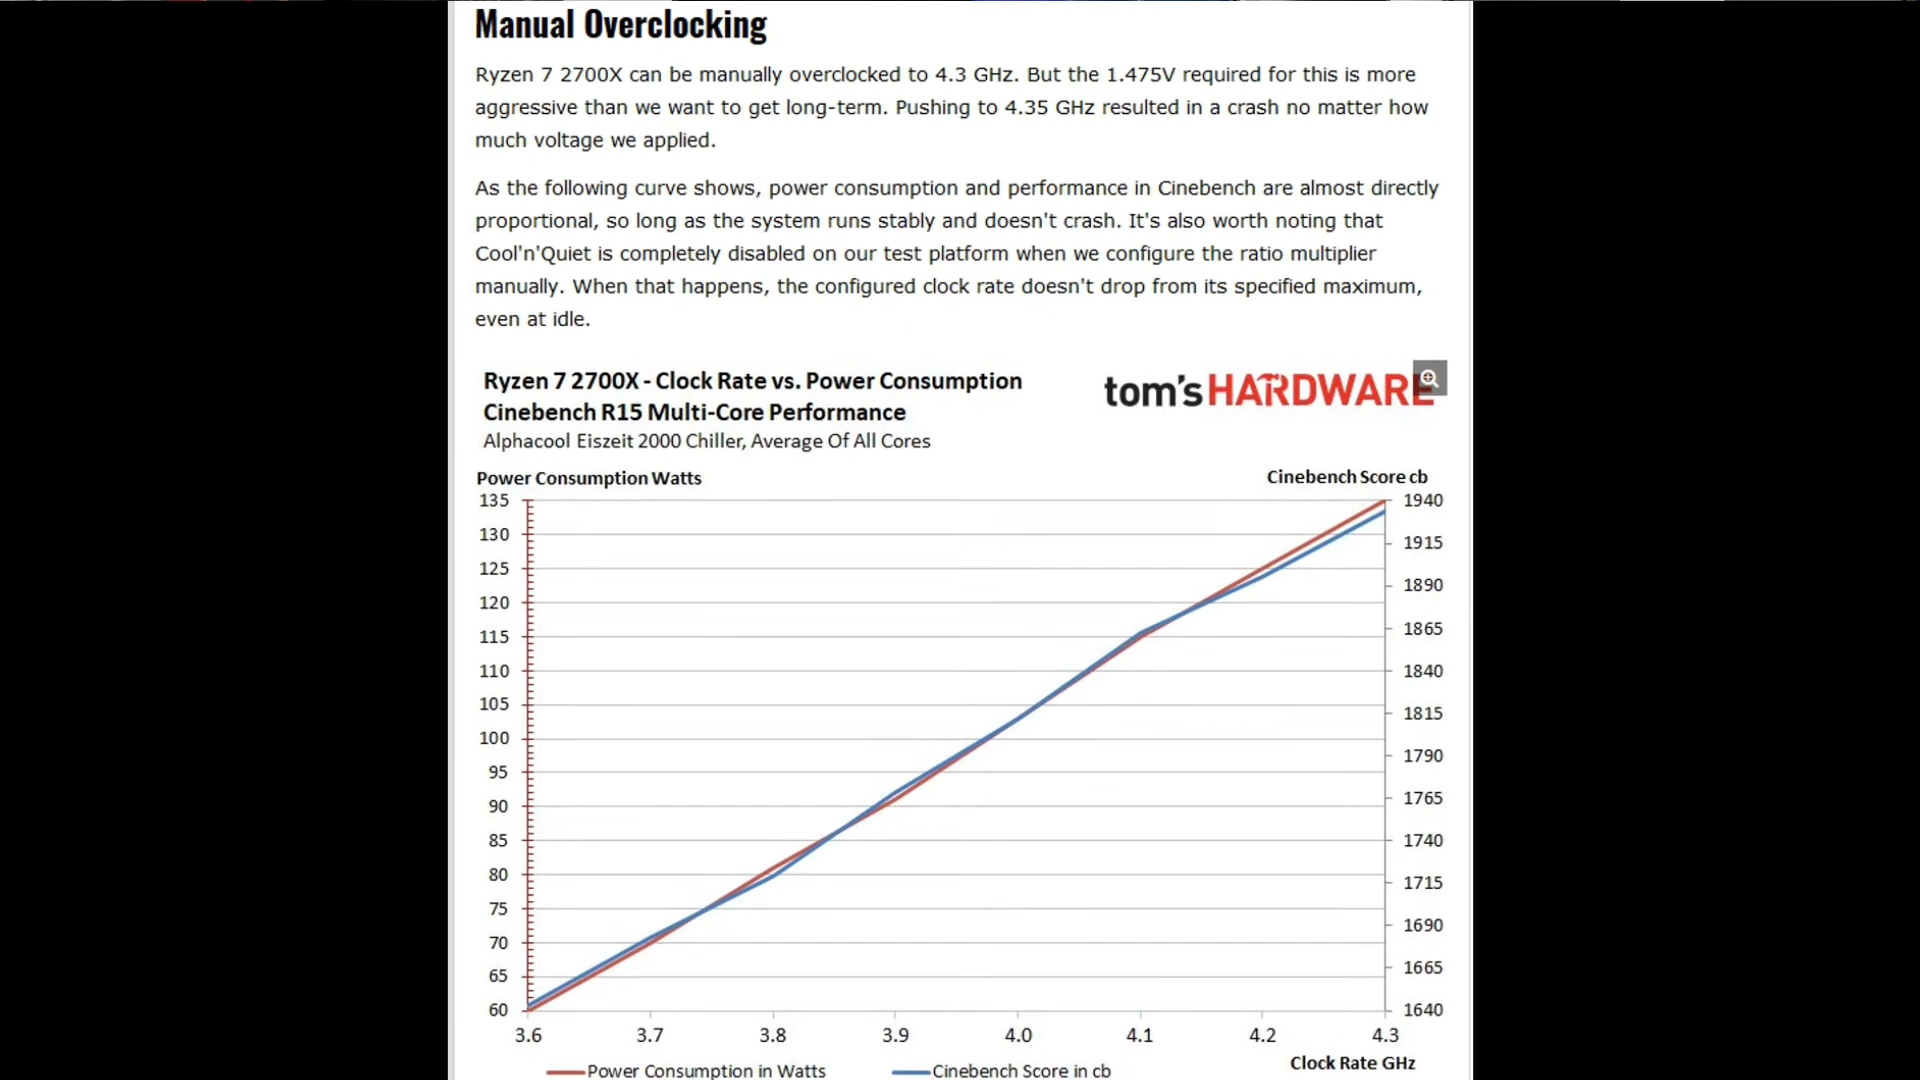 Manual Overclocking
Ryzen 7 2700X can be manually overclocked to 4.3 GHz. But the 1.475V required for this is more
aggressive than we want to get long-term. Pushing to 4.35 GHz resulted in a crash no matter how
much voltage we applied.
As the following curve shows, power consumption and performance in Cinebench are almost directly
proportional, so long as the system runs stably and doesn't crash. It's also worth noting that
Cool'n'Quiet is completely disabled on our test platform when we configure the ratio multiplier
manually. When that happens, the configured clock rate doesn't drop from its specified maximum,
even at idle.
Ryzen 7 2700X - Clock Rate vs. Power Consumption
Cinebench R15 Multi-Core Performance
Alphacool Eiszeit 2000 Chiller, Average Of All Cores
tom's HARDWARE
Power Consumption Watts
Cinebench Score cb
135
130
125
120
115
110
105
100
95
90
85
80
75
70
65
60
1940
1915
1890
1865
1840
1815
1790
1765
1740
1715
1690
1665
1640
3.6 3.7 3.8 3.9 4.0 4.1 4.2 4.3
Clock Rate GHz
Power Consumption in Watts
Cinebench Score in cb